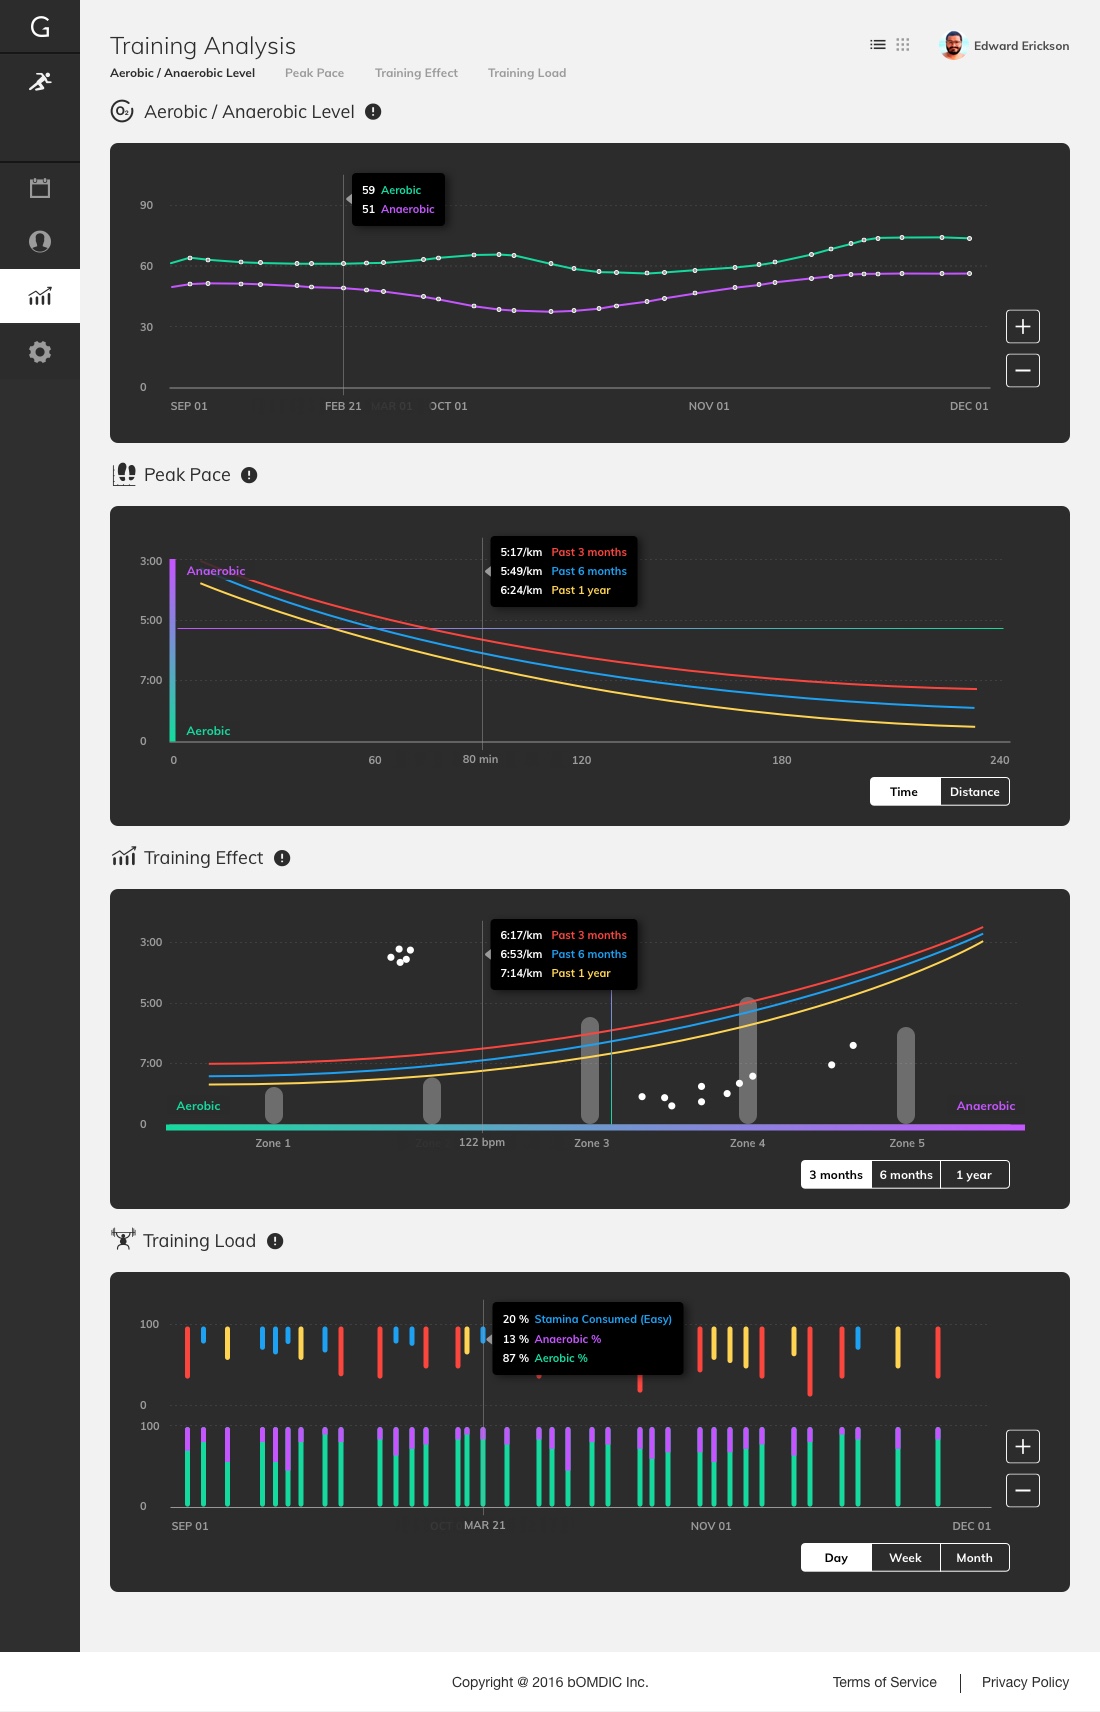 G
Training Analysis
Edward Erickson
Aerobic / Anaerobic Level Peak Pace Training Effect Training Load
O₂ Aerobic / Anaerobic Level !
59 Aerobic
51 Anaerobic
90
60
30
0
+
−
SEP 01 FEB 21 MAR 01 OCT 01 NOV 01 DEC 01
Peak Pace !
5:17/km Past 3 months
5:49/km Past 6 months
6:24/km Past 1 year
3:00
Anaerobic
5:00
7:00
Aerobic
0
0 60 80 min 120 180 240
Time Distance
Training Effect !
6:17/km Past 3 months
6:53/km Past 6 months
7:14/km Past 1 year
3:00
5:00
7:00
Aerobic Anaerobic
0
Zone 1 122 bpm Zone 3 Zone 4 Zone 5
3 months 6 months 1 year
Training Load !
20 % Stamina Consumed (Easy)
13 % Anaerobic %
87 % Aerobic %
100
0
100
0
+
−
SEP 01 MAR 21 NOV 01 DEC 01
Day Week Month
Copyright @ 2016 bOMDIC Inc. Terms of Service Privacy Policy